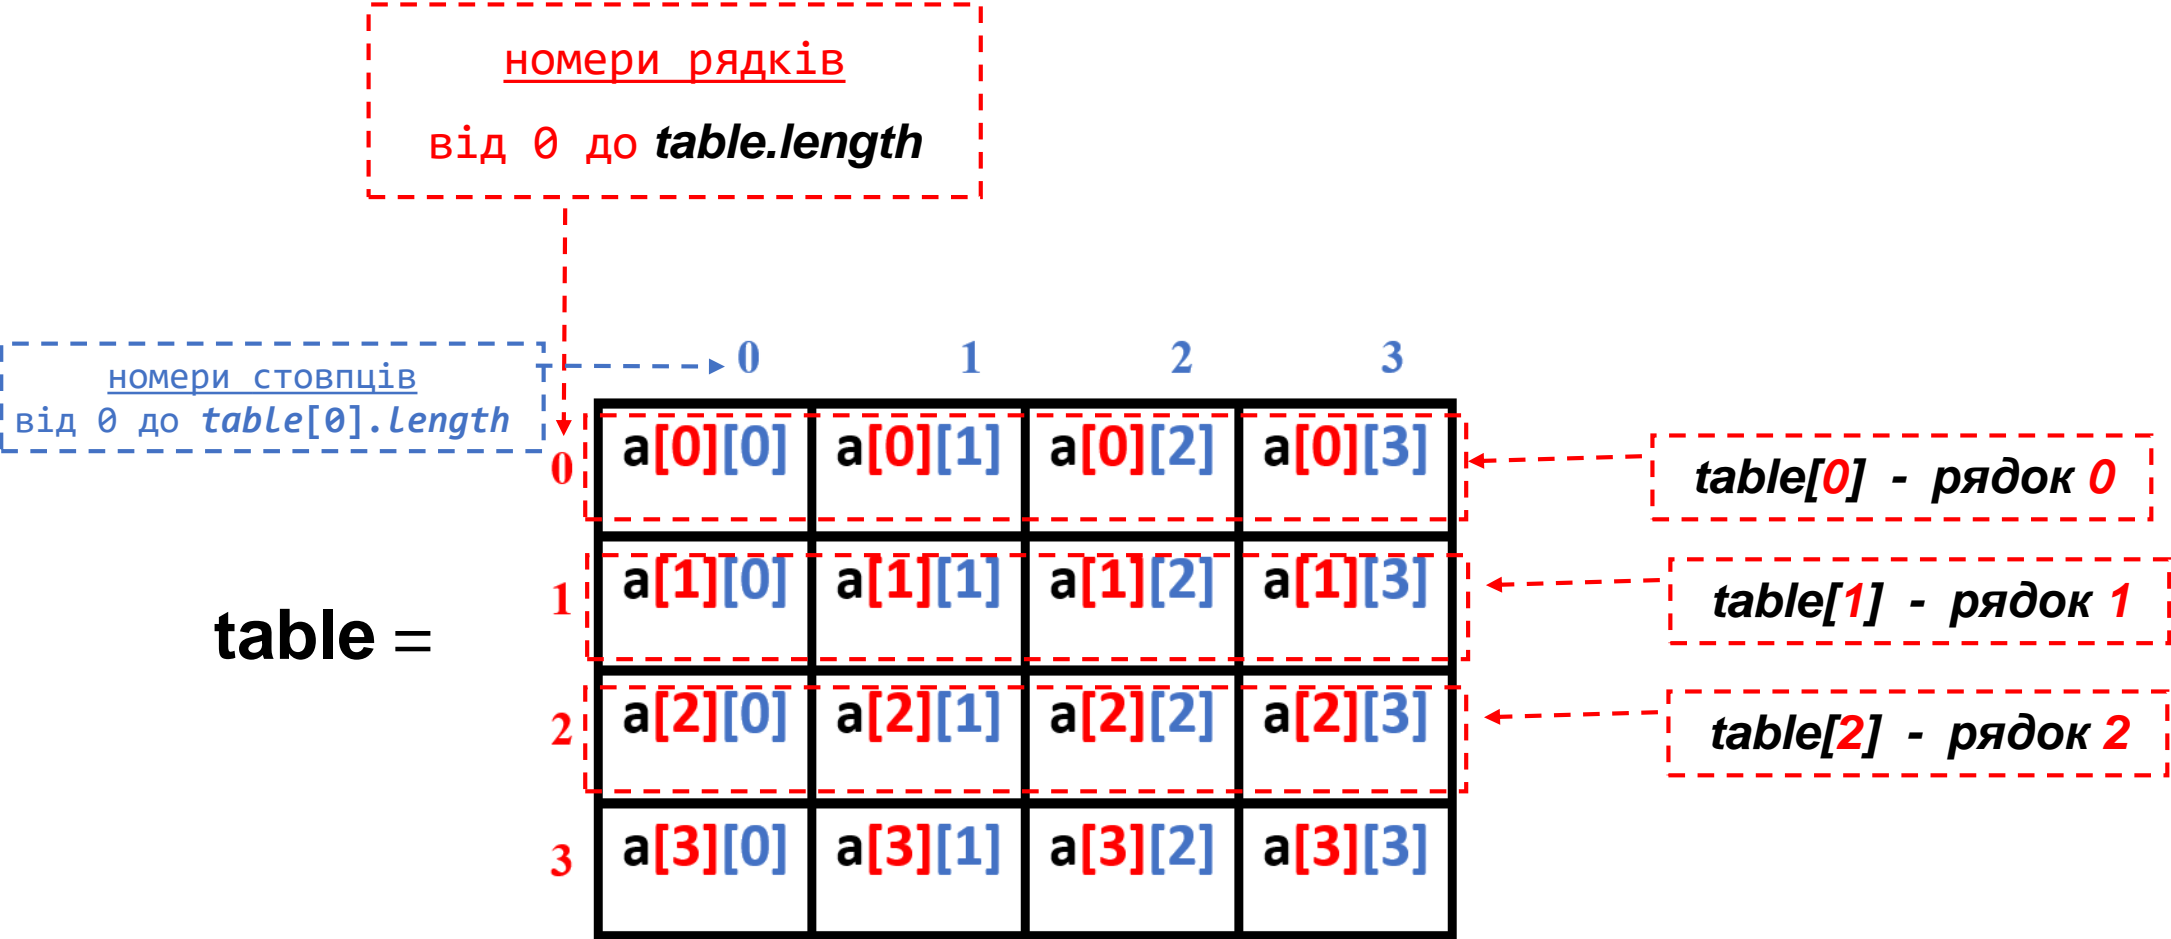 номери рядків
від 0 до table.length
номери стовпців
від 0 до table[0].length
0 1 2 3
0 a[0][0] a[0][1] a[0][2] a[0][3]
table[0] - рядок 0
1 a[1][0] a[1][1] a[1][2] a[1][3]
table[1] - рядок 1
table =
2 a[2][0] a[2][1] a[2][2] a[2][3]
table[2] - рядок 2
3 a[3][0] a[3][1] a[3][2] a[3][3]